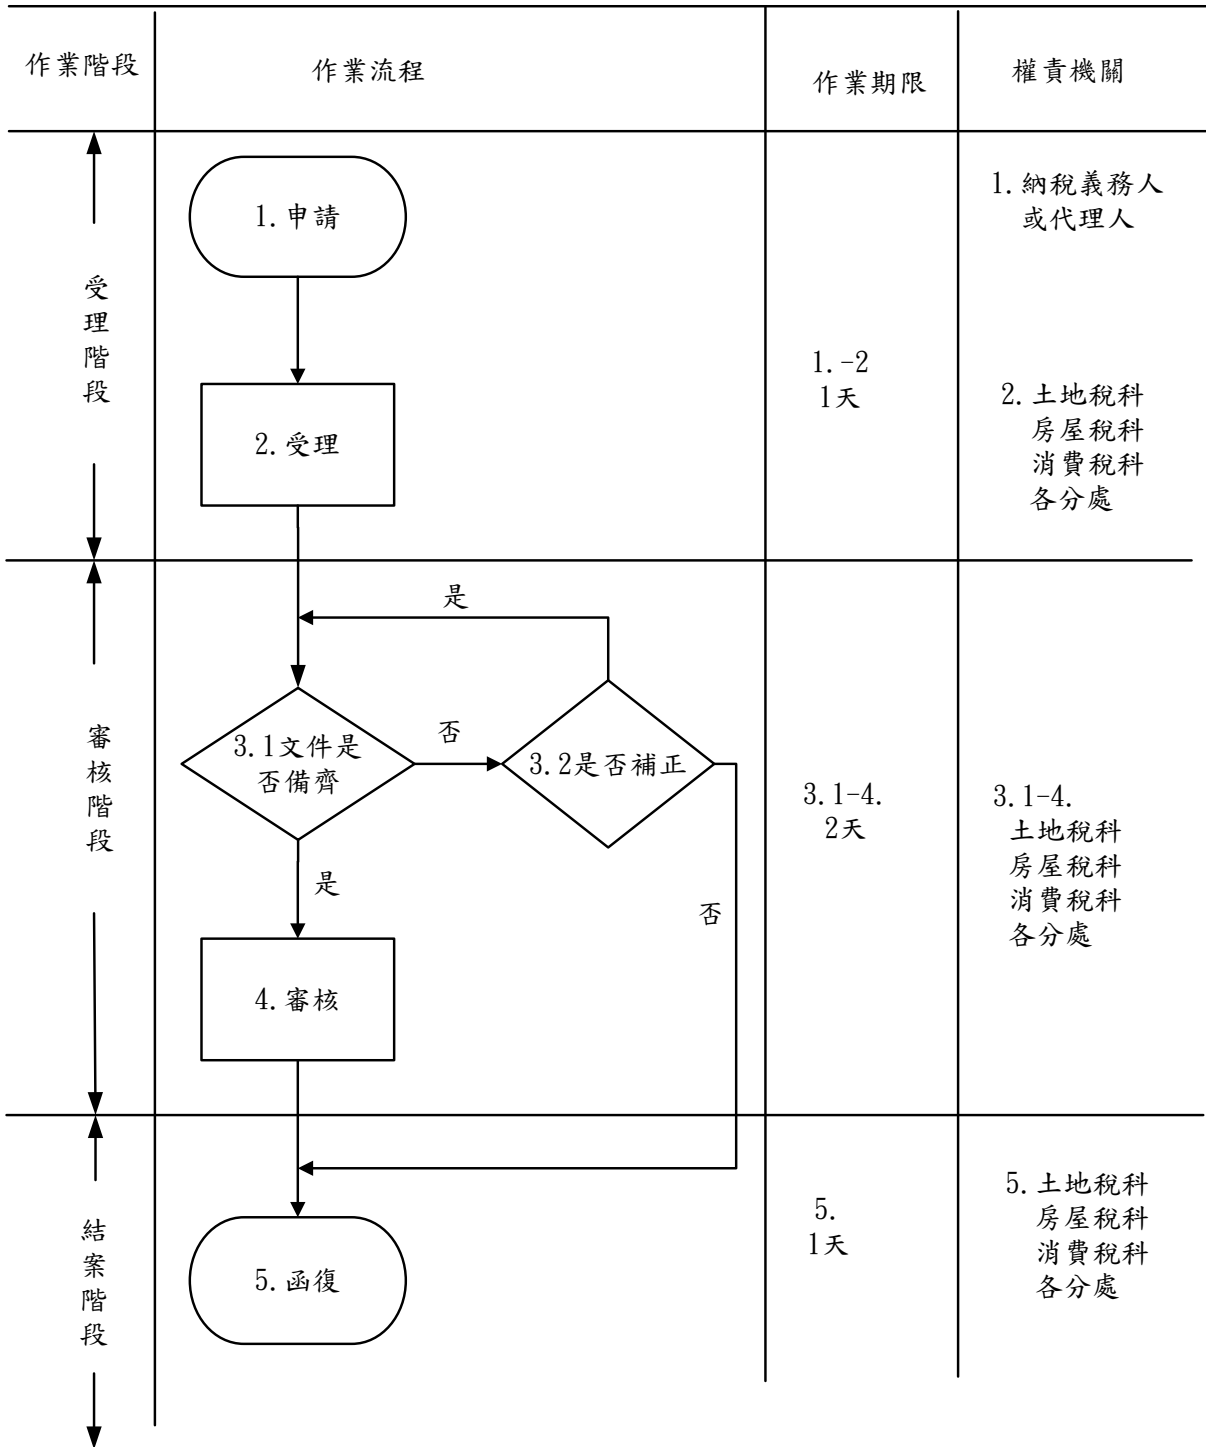 作業階段
作業流程
作業期限
權責機關
受理階段
1.申請
2.受理
1.-2
1天
1.納稅義務人
或代理人
2.土地稅科
房屋稅科
消費稅科
各分處
審核階段
是
3.1文件是
否備齊
否
3.2是否補正
是
否
4.審核
3.1-4.
2天
3.1-4.
土地稅科
房屋稅科
消費稅科
各分處
結案階段
5.函復
5.
1天
5.土地稅科
房屋稅科
消費稅科
各分處